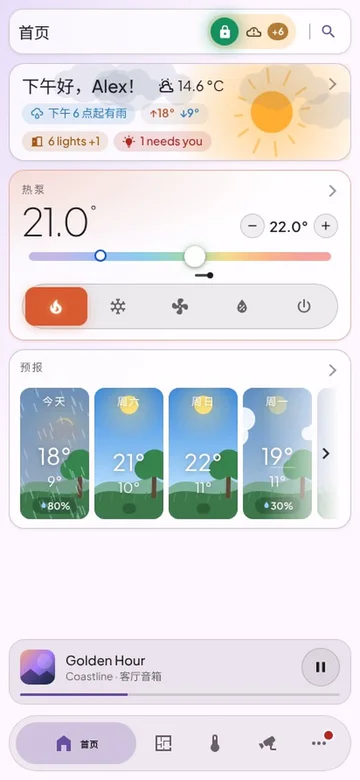 首页
+6
下午好，Alex！
14.6 °C
下午 6 点起有雨
↑18° ↓9°
6 lights +1
1 needs you
热泵
21.0°
− 22.0° +
预报
今天
18°
9°
80%
周六
21°
10°
周日
22°
11°
周一
19°
11°
30%
Golden Hour
Coastline · 客厅音箱
首页